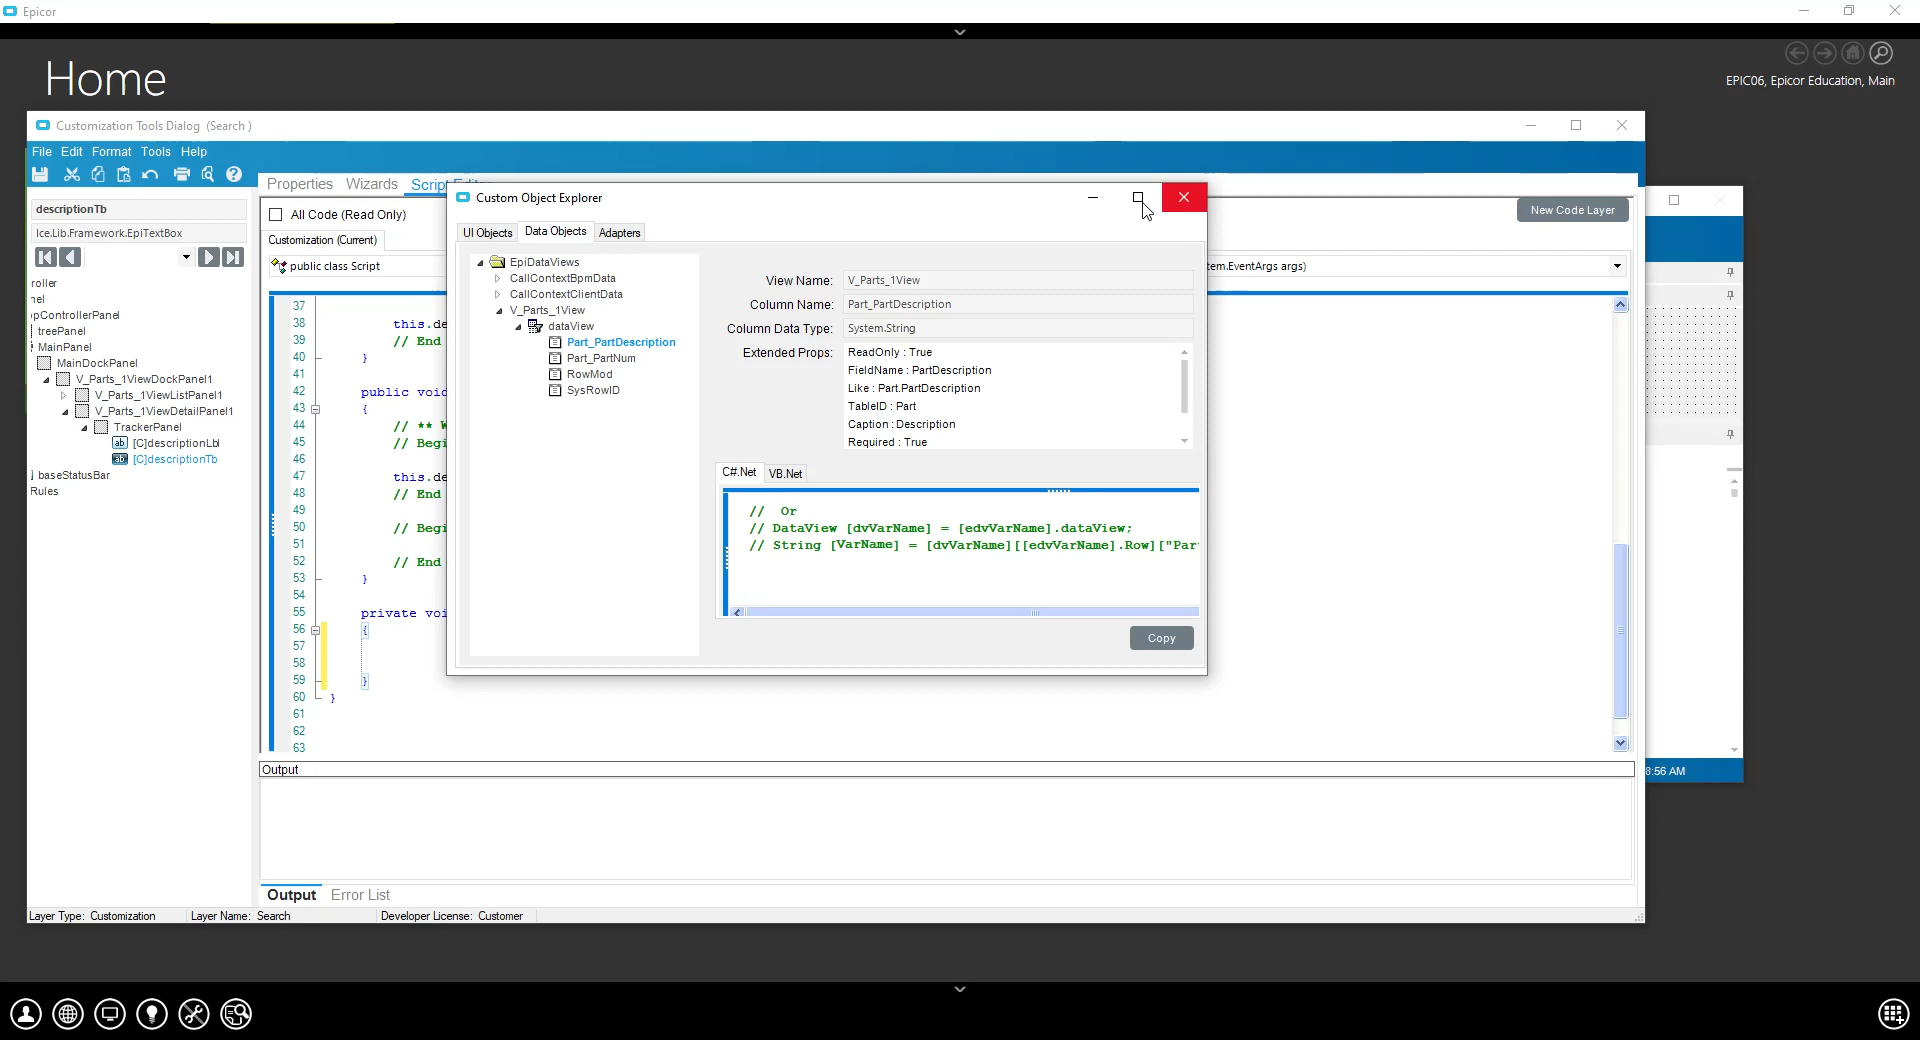 Epicor
Home
EPIC06, Epicor Education, Main
Customization Tools Dialog (Search )
File Edit Format Tools Help
Properties Wizards Script
descriptionTb
Ice.Lib.Framework.EpiTextBox
roller
nel
opControllerPanel
treePanel
MainPanel
MainDockPanel
V_Parts_1ViewDockPanel1
V_Parts_1ViewListPanel1
V_Parts_1ViewDetailPanel1
TrackerPanel
[C]descriptionLbl
[C]descriptionTb
baseStatusBar
Rules
All Code (Read Only)
New Code Layer
Customization (Current)
public class Script
tem.EventArgs args)
37
38 this.de
39 // End
40 }
41
42 public void
43 {
44 // ** W
45 // Begi
46
47 this.de
48 // End
49
50 // Begi
51
52 // End
53 }
54
55 private voi
56 {
57
58
59 }
60 }
61
62
63
Custom Object Explorer
UI Objects Data Objects Adapters
EpiDataViews
CallContextBpmData
CallContextClientData
V_Parts_1View
dataView
Part_PartDescription
Part_PartNum
RowMod
SysRowID
View Name: V_Parts_1View
Column Name: Part_PartDescription
Column Data Type: System.String
Extended Props: ReadOnly : True
FieldName : PartDescription
Like : Part.PartDescription
TableID : Part
Caption : Description
Required : True
C#.Net VB.Net
// Or
// DataView [dvVarName] = [edvVarName].dataView;
// String [VarName] = [dvVarName][[edvVarName].Row]["Par
Copy
8:56 AM
Output
Output Error List
Layer Type: Customization Layer Name: Search Developer License: Customer